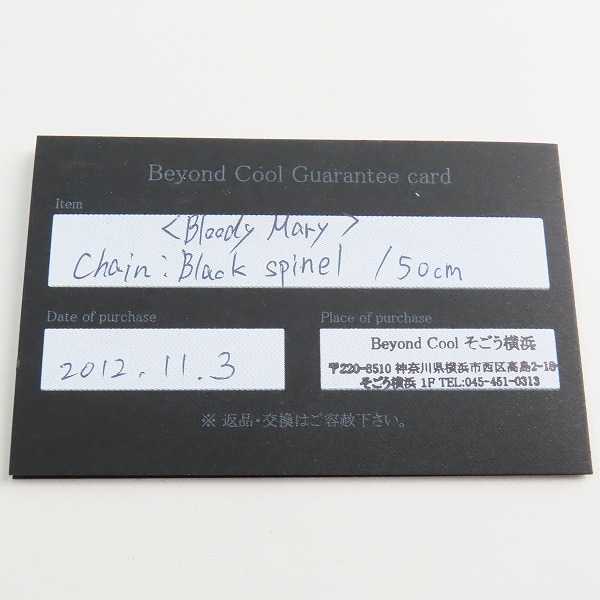 Beyond Cool Guarantee card
Item
<Bloody Mary>
Chain: Black spinel /50cm
Date of purchase
Place of purchase
2012.11.3
Beyond Cool そごう横浜
〒220-8510 神奈川県横浜市西区高島2-18-
そごう横浜 1F TEL:045-451-0313
※ 返品・交換はご容赦下さい。